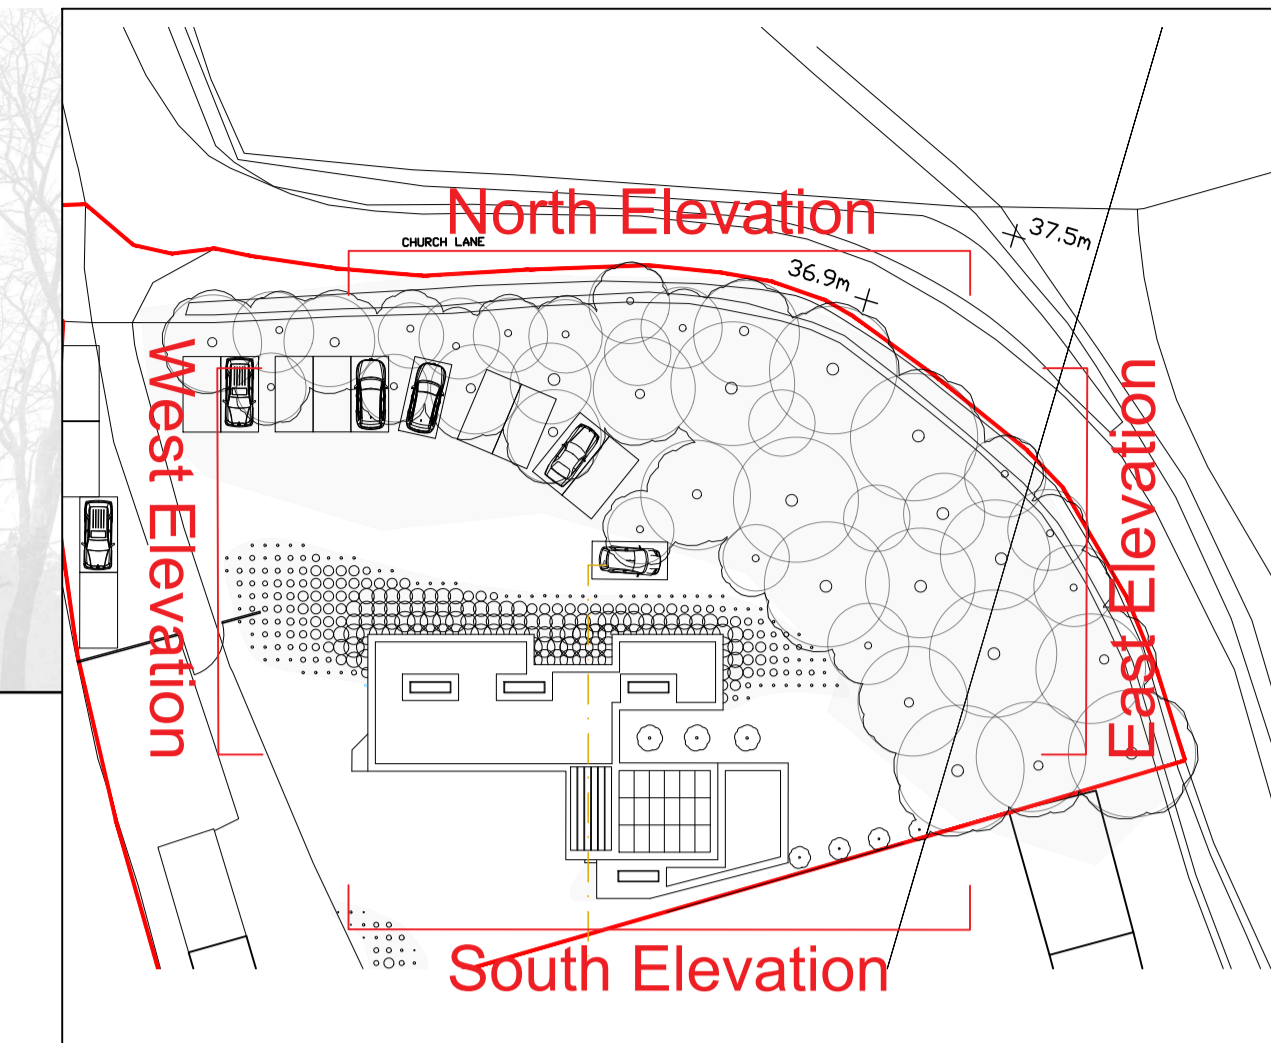 North Elevation
CHURCH LANE
37.5m
36.9m
West Elevation
East Elevation
South Elevation